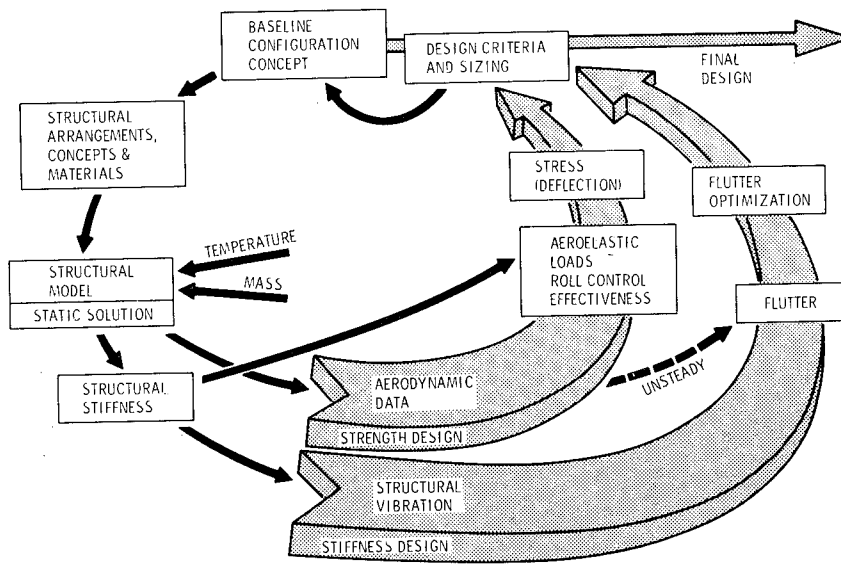 BASELINE
CONFIGURATION
CONCEPT
DESIGN CRITERIA
AND SIZING
FINAL
DESIGN
STRUCTURAL
ARRANGEMENTS,
CONCEPTS &
MATERIALS
STRESS
(DEFLECTION)
FLUTTER
OPTIMIZATION
TEMPERATURE
MASS
STRUCTURAL
MODEL
STATIC SOLUTION
AEROELASTIC
LOADS
ROLL CONTROL
EFFECTIVENESS
FLUTTER
UNSTEADY
STRUCTURAL
STIFFNESS
AERODYNAMIC
DATA
STRENGTH DESIGN
STRUCTURAL
VIBRATION
STIFFNESS DESIGN